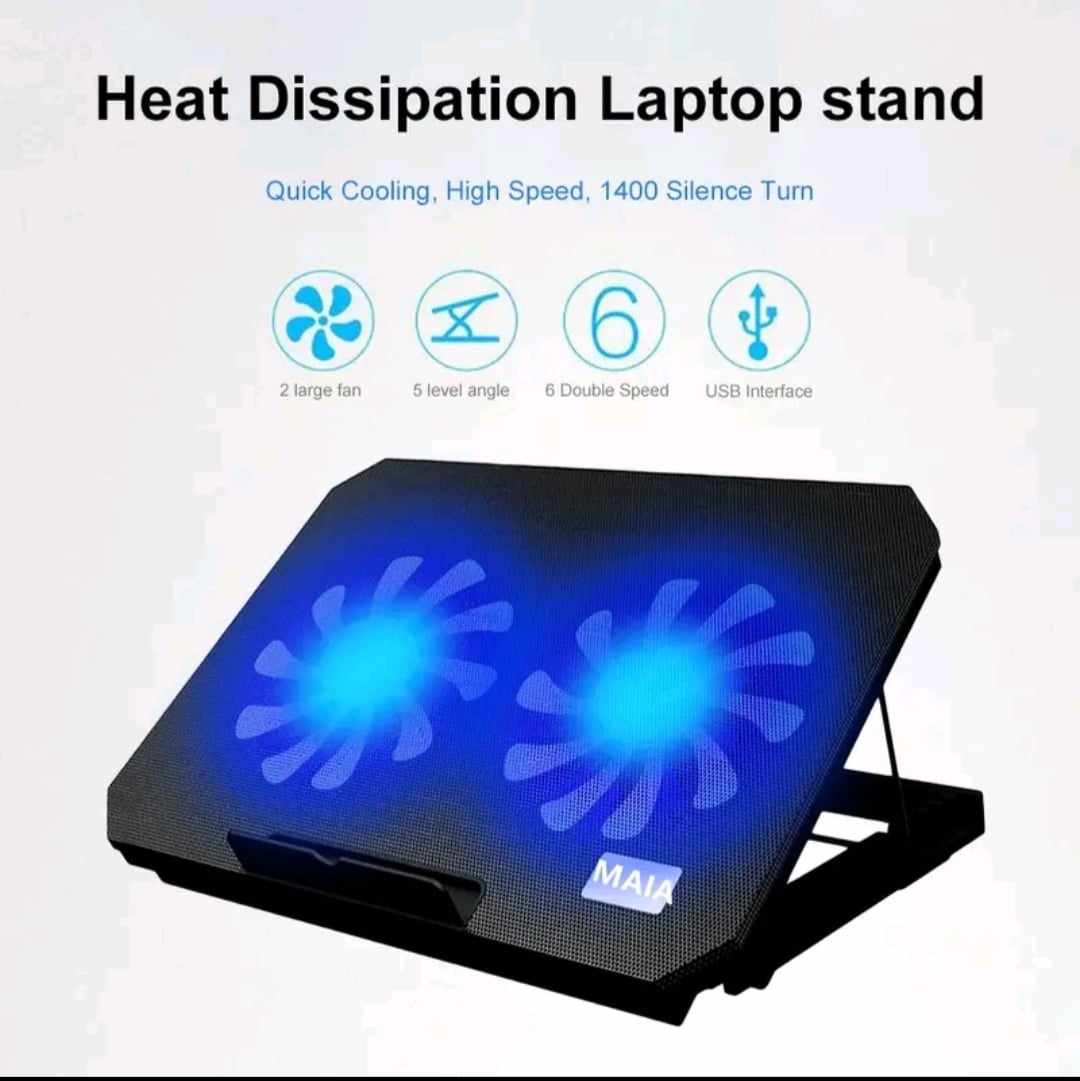 Heat Dissipation Laptop stand
Quick Cooling, High Speed, 1400 Silence Turn
6
2 large fan
5 level angle
6 Double Speed
USB Interface
MAIA